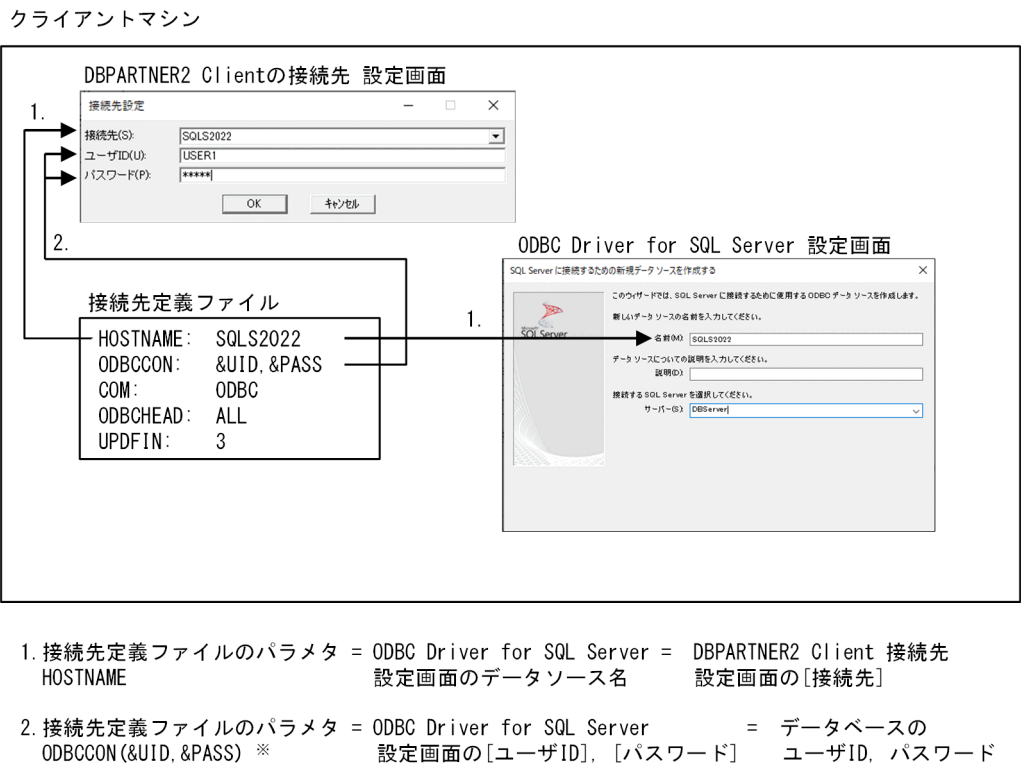 クライアントマシン
DBPARTNER2 Clientの接続先 設定画面
接続先設定
1.
接続先(S):
SQLS2022
ユーザID(U):
USER1
パスワード(P):
*****
OK
キャンセル
2.
ODBC Driver for SQL Server 設定画面
SQL Server に接続するための新規データ ソースを作成する
このウィザードでは、SQL Server に接続するために使用する ODBC データ ソースを作成します。
新しいデータ ソースの名前を入力してください。
名前(M):
SQLS2022
データ ソースについての説明を入力してください。
説明(D):
接続する SQL Server を選択してください。
サーバー(S):
DBServer
SQL Server
接続先定義ファイル
1.
HOSTNAME: SQLS2022
ODBCCON: &UID,&PASS
COM: ODBC
ODBCHEAD: ALL
UPDFIN: 3
1.接続先定義ファイルのパラメタ = ODBC Driver for SQL Server = DBPARTNER2 Client 接続先
HOSTNAME 設定画面のデータソース名 設定画面の[接続先]
2.接続先定義ファイルのパラメタ = ODBC Driver for SQL Server = データベースの
ODBCCON(&UID,&PASS) ※ 設定画面の[ユーザID], [パスワード] ユーザID, パスワード